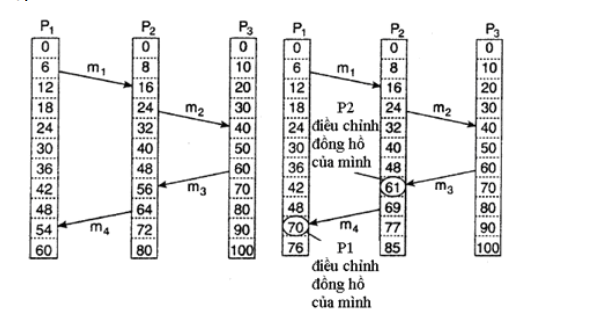 P1 P2 P3 P1 P2 P3
0 0 0 0 0 0
6 m1 8 10 6 m1 8 10
12 16 20 12 16 20
18 24 m2 30 18 P2 24 m2 30
24 32 40 24 điều chỉnh 32 40
30 40 50 30 đồng hồ 40 50
36 48 60 36 của mình 48 60
42 56 m3 70 42 61 m3 70
48 64 80 48 69 80
54 m4 72 90 70 m4 77 90
60 80 100 76 P1 85 100
điều chỉnh
đồng hồ
của mình